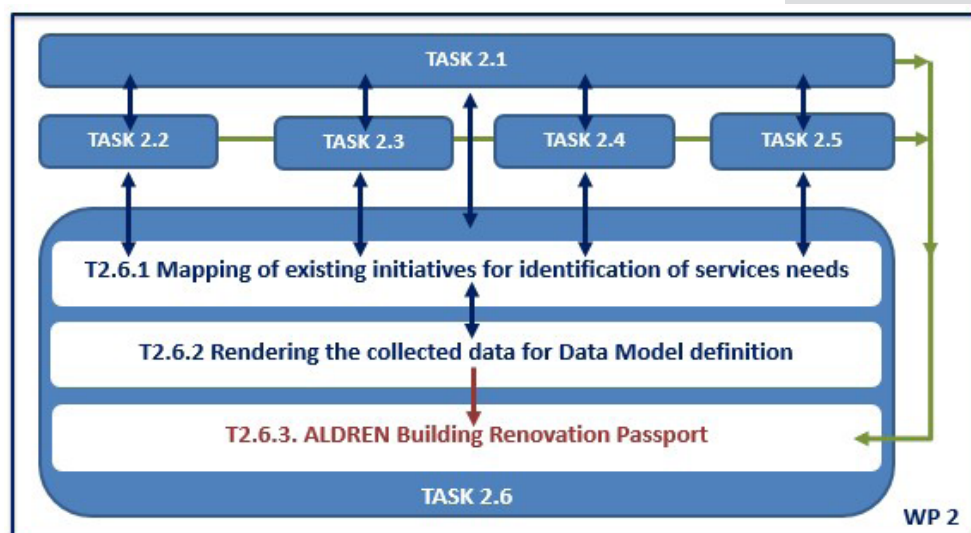 TASK 2.1
TASK 2.2
TASK 2.3
TASK 2.4
TASK 2.5
T2.6.1 Mapping of existing initiatives for identification of services needs
T2.6.2 Rendering the collected data for Data Model definition
T2.6.3. ALDREN Building Renovation Passport
TASK 2.6
WP 2